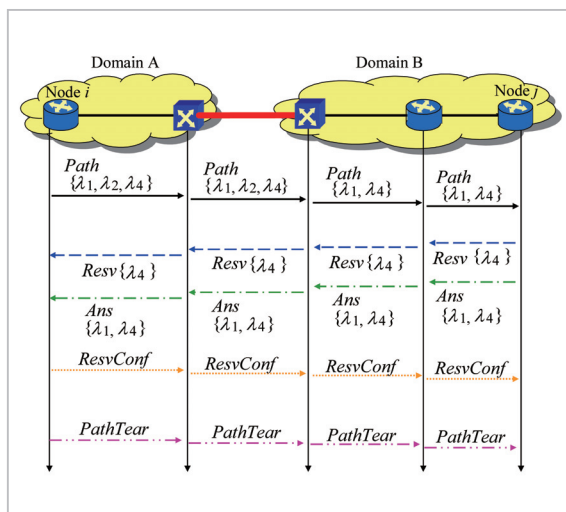 Domain A
Domain B
Node i
Node j
Path
{λ1, λ2, λ4}
Path
{λ1, λ2, λ4}
Path
{λ1, λ4}
Path
{λ1, λ4}
Resv{λ4}
Resv{λ4}
Resv{λ4}
Resv {λ4}
Ans
{λ1, λ4}
Ans
{λ1, λ4}
Ans
{λ1, λ4}
Ans
{λ1, λ4}
ResvConf
ResvConf
ResvConf
ResvConf
PathTear
PathTear
PathTear
PathTear